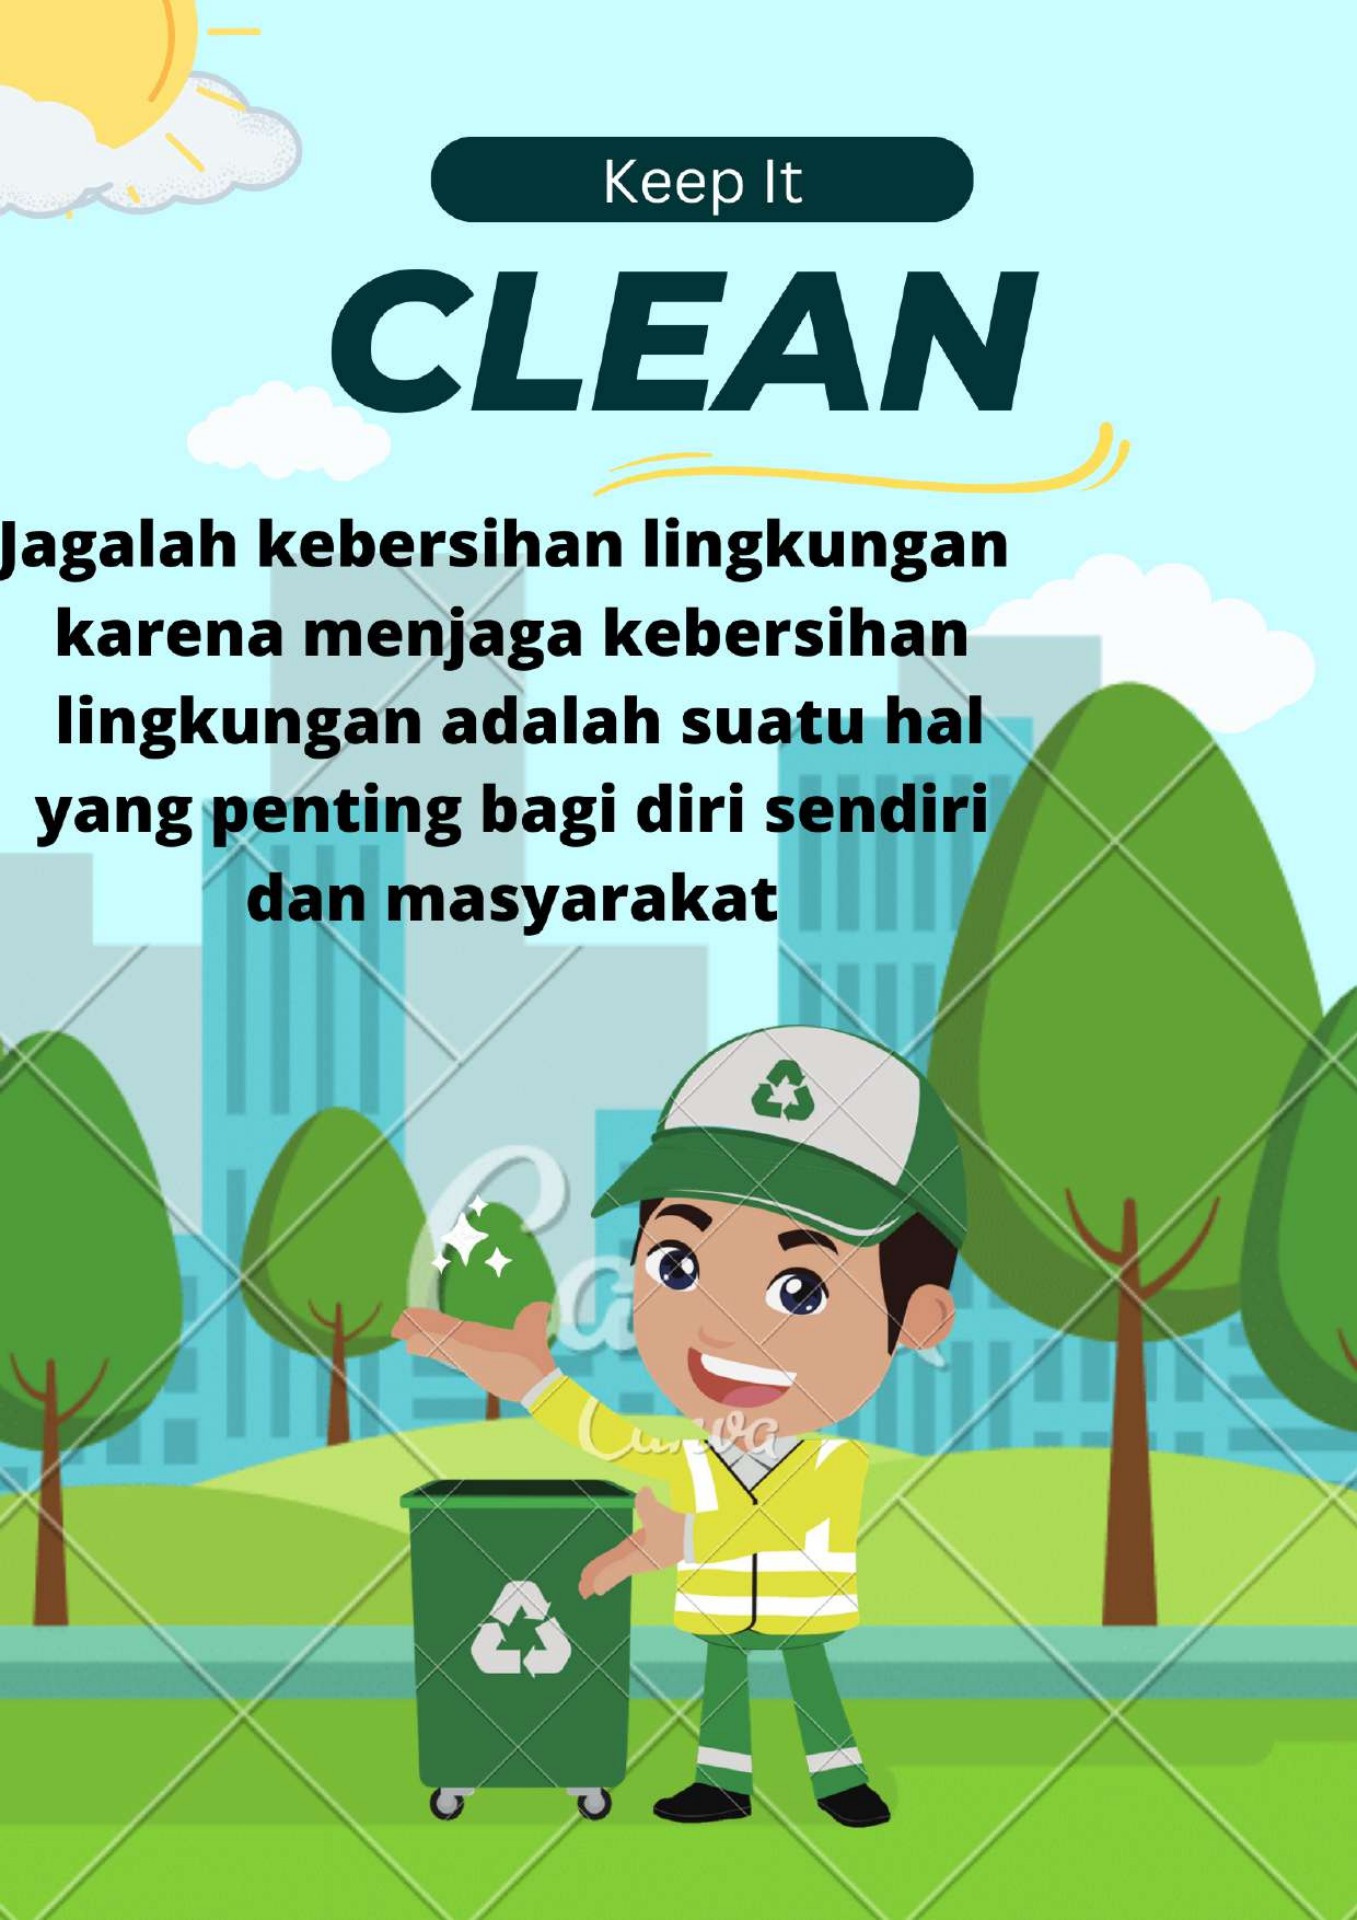 Keep It
CLEAN
Jagalah kebersihan lingkungan
karena menjaga kebersihan
lingkungan adalah suatu hal
yang penting bagi diri sendiri
dan masyarakat
Canva